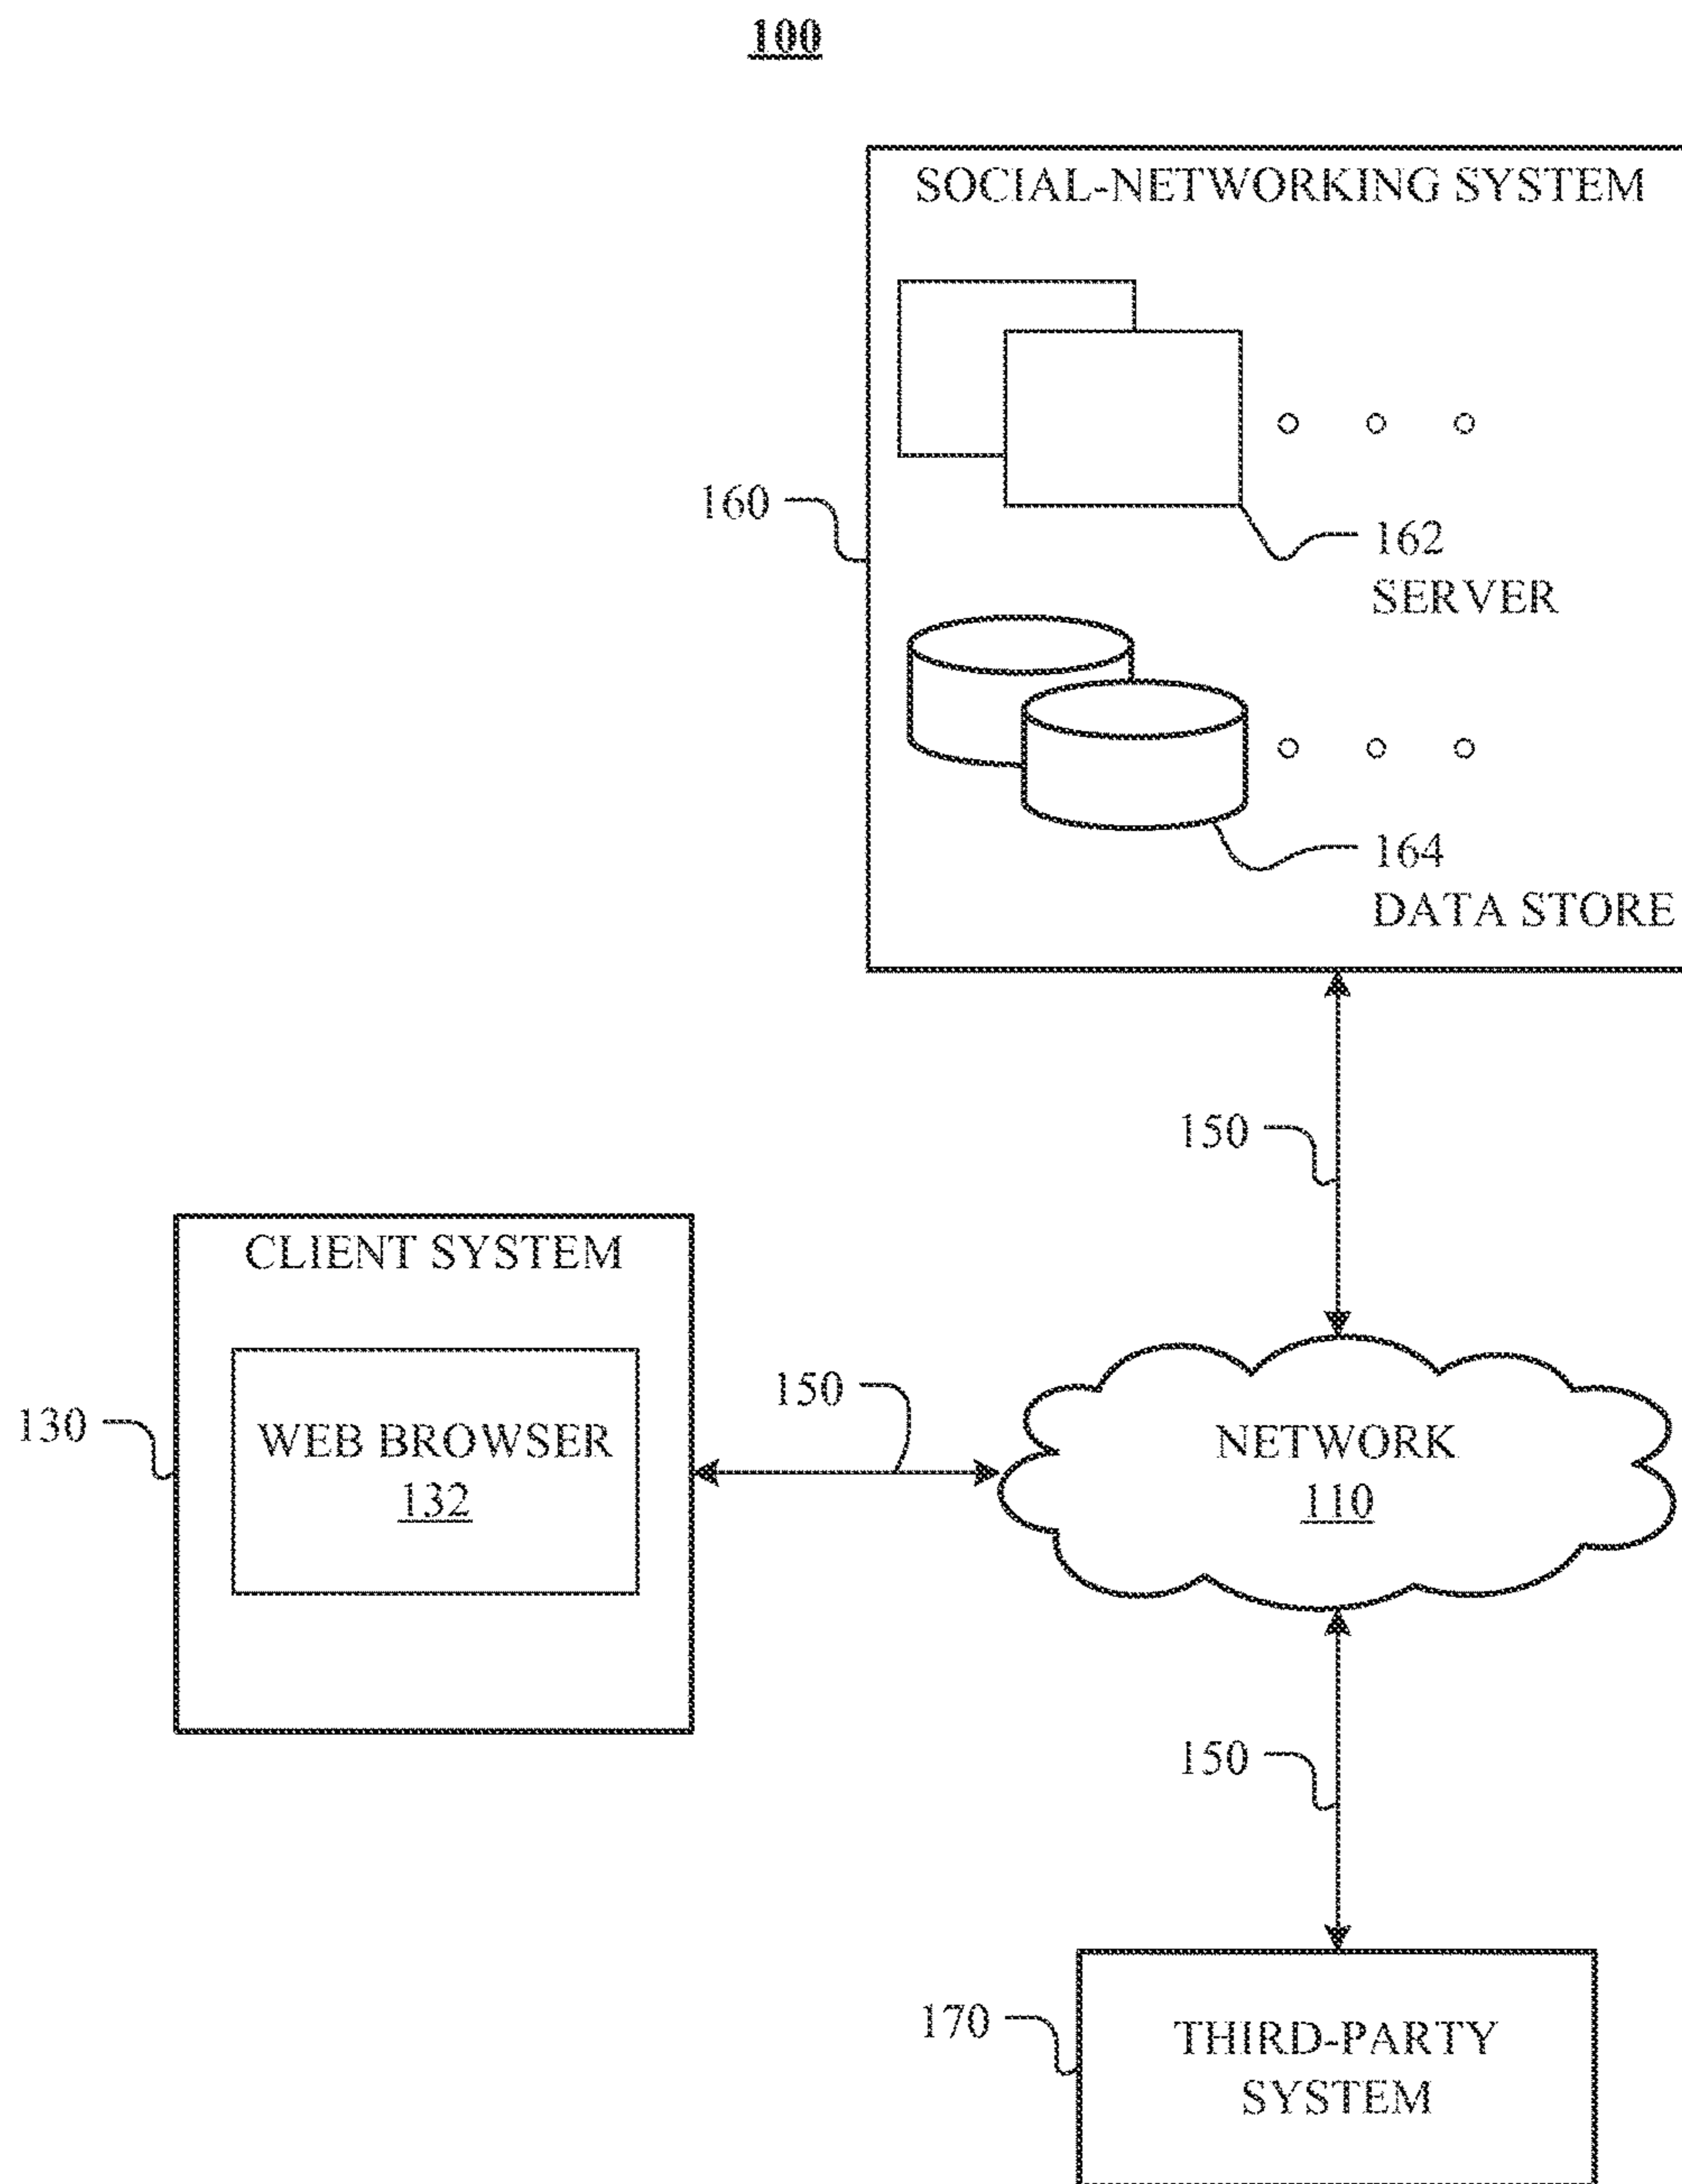 100
SOCIAL-NETWORKING SYSTEM
160
162
SERVER
164
DATA STORE
150
CLIENT SYSTEM
130
WEB BROWSER
132
150
NETWORK
110
150
170
THIRD-PARTY
SYSTEM